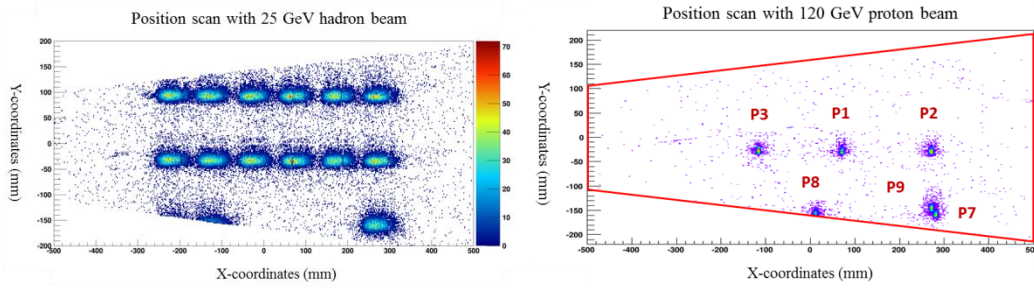 Position scan with 25 GeV hadron beam
Y-coordinates (mm)
200
150
100
50
0
-50
-100
-150
-200
-500 -400 -300 -200 -100 0 100 200 300 400 500
X-coordinates (mm)
70
60
50
40
30
20
10
0
Position scan with 120 GeV proton beam
Y-coordinates (mm)
200
150
100
50
0
-50
-100
-150
-200
P3 P1 P2
P8 P9
P7
-500 -400 -300 -200 -100 0 100 200 300 400 500
X-coordinates (mm)